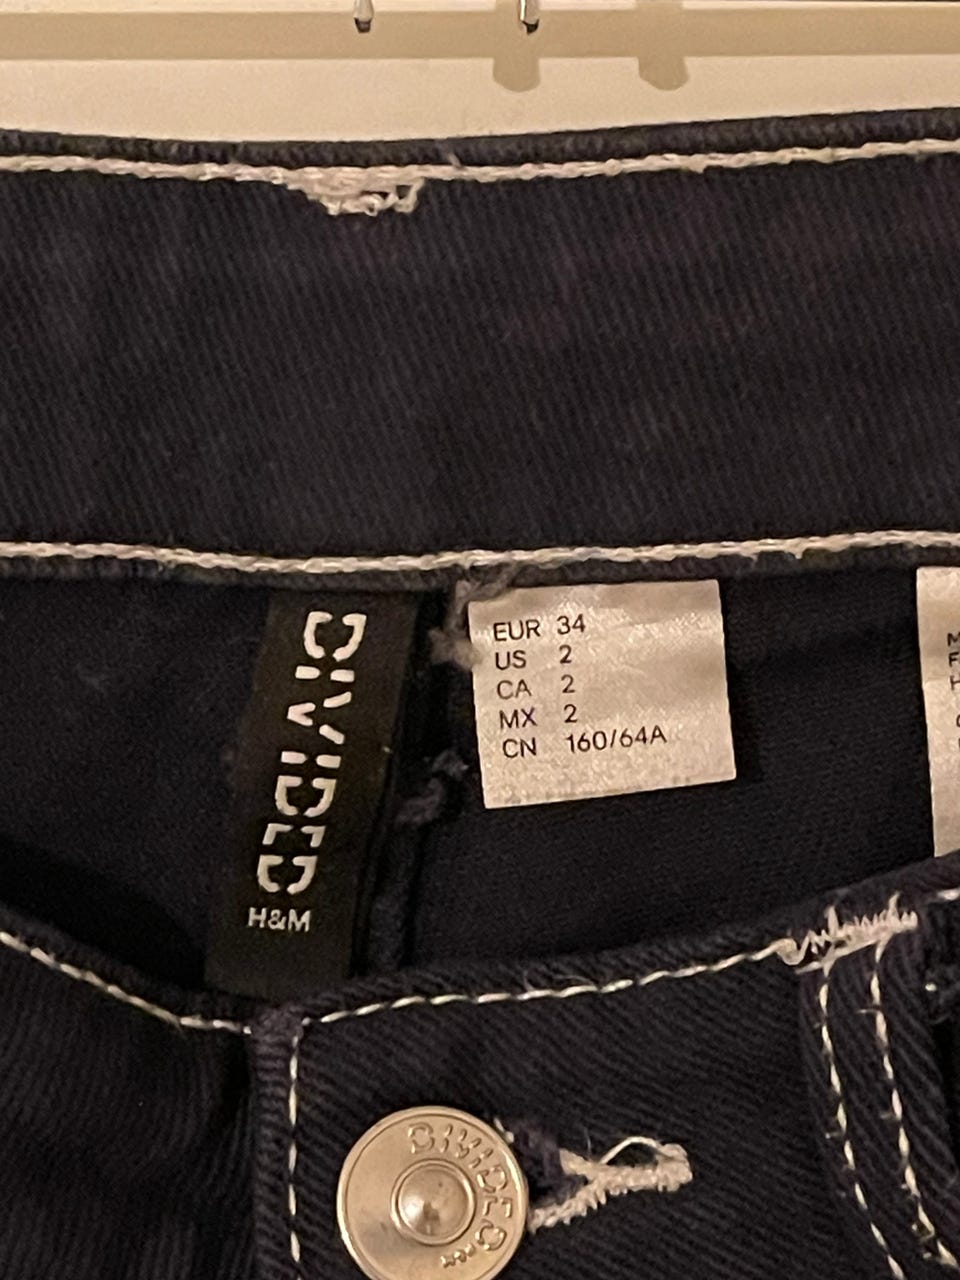 DIVIDED
H&M
EUR 34
US 2
CA 2
MX 2
CN 160/64A
M
F
H
DIVIDED